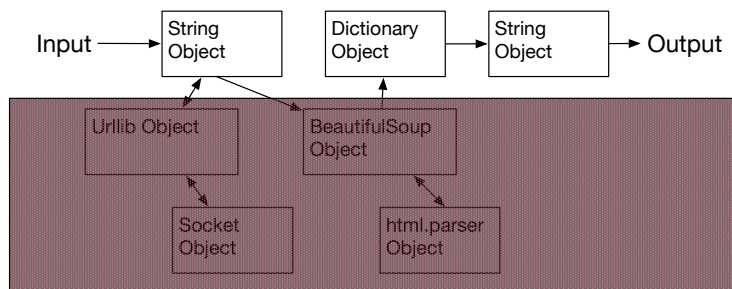 Input
String
Object
Dictionary
Object
String
Object
Output
Urllib Object
BeautifulSoup
Object
Socket
Object
html.parser
Object